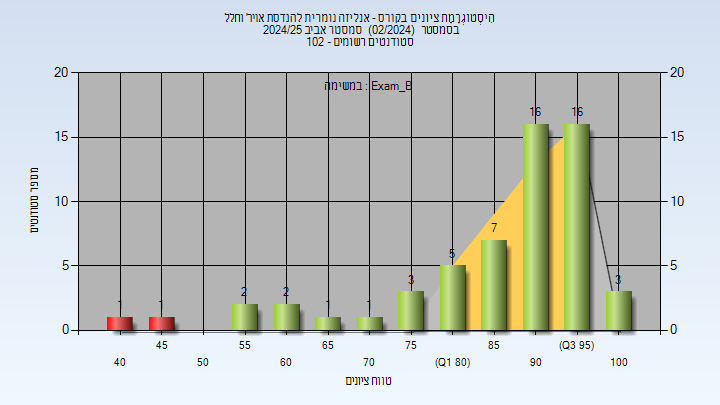 הִיסְטוֹגְרָמַת ציונים בקורס - אנליזה נומרית להנדסת אויר וחלל
בסמסטר (02/2024) סמסטר אביב 2024/25
סטודנטים רשומים - 102
במשימה : Exam_B
מספר סטודנטים
20 20
15 15
10 10
5 5
0 0
1 1 2 2 1 1 3 5 7 16 16 3
40 45 50 55 60 65 70 75 (Q1 80) 85 90 (Q3 95) 100
טווח ציונים